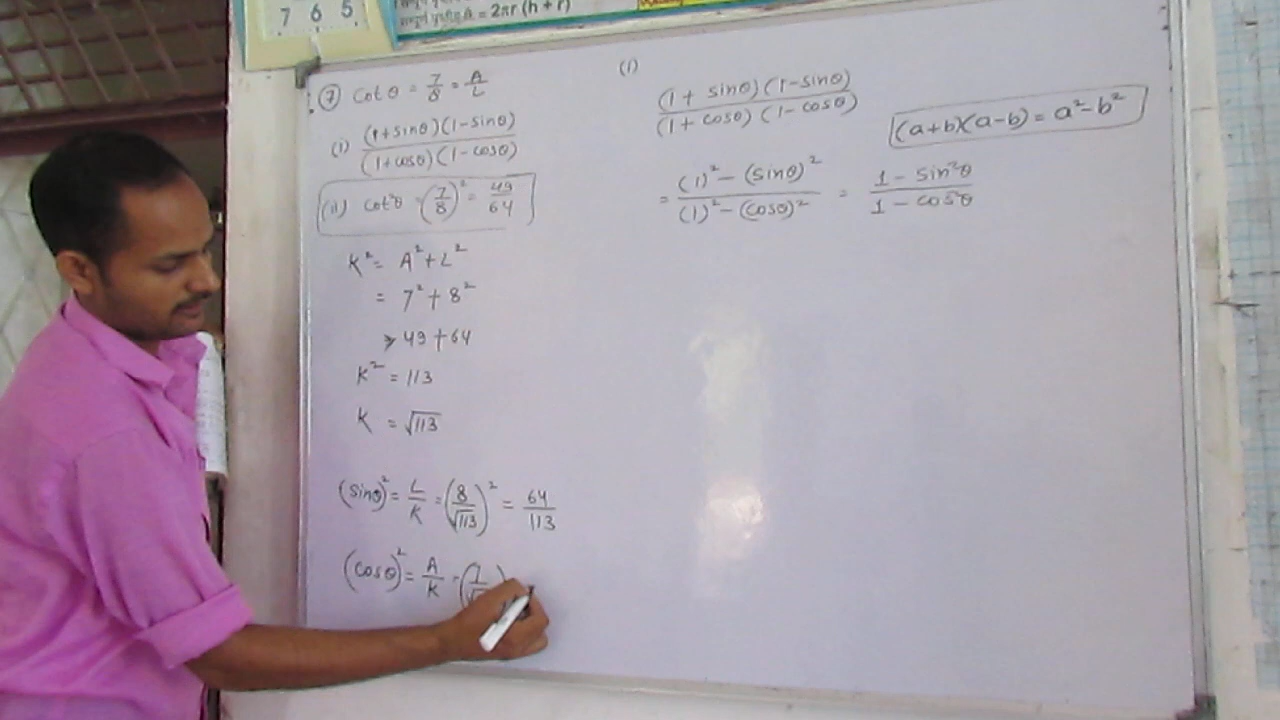 7 6 5
सम्पूर्ण पृष्ठीय = 2πr (h + r)
⑦ Cot θ = 7/8 = A/L
(i) (1+sinθ)(1-sinθ) / (1+cosθ)(1-cosθ)
(ii) cot²θ = (7/8)² = 49/64
K² = A² + L²
= 7² + 8²
⇒ 49 + 64
K² = 113
K = √113
(sinθ)² = L/K = (8/√113)² = 64/113
(cosθ)² = A/K = (7/√
(i)
(1 + sinθ)(1-sinθ) / (1 + cosθ)(1-cosθ)
(a+b)(a-b) = a²-b²
= (1)² - (sinθ)² / (1)² - (cosθ)² = 1 - sin²θ / 1 - cos²θ